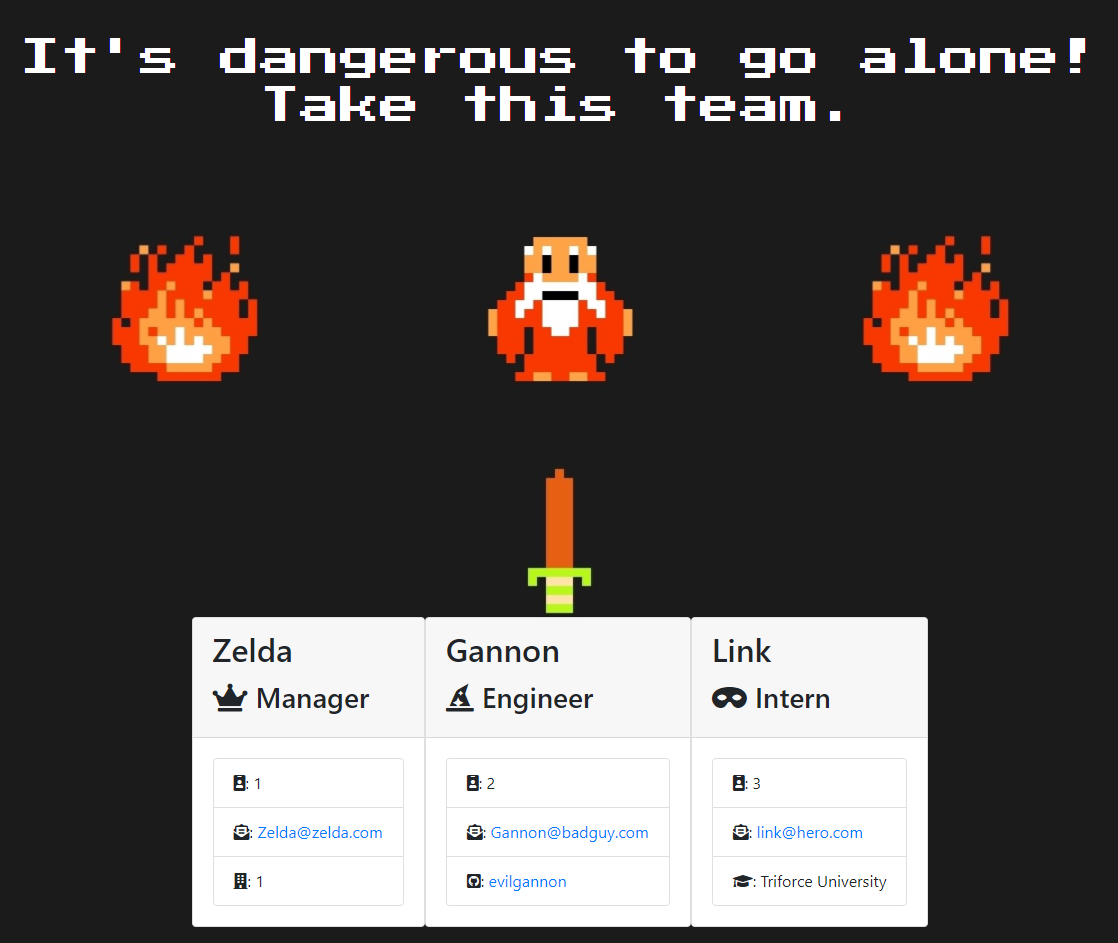 It's dangerous to go alone!
Take this team.
Zelda
Manager
: 1
: Zelda@zelda.com
: 1
Gannon
Engineer
: 2
: Gannon@badguy.com
: evilgannon
Link
Intern
: 3
: link@hero.com
: Triforce University